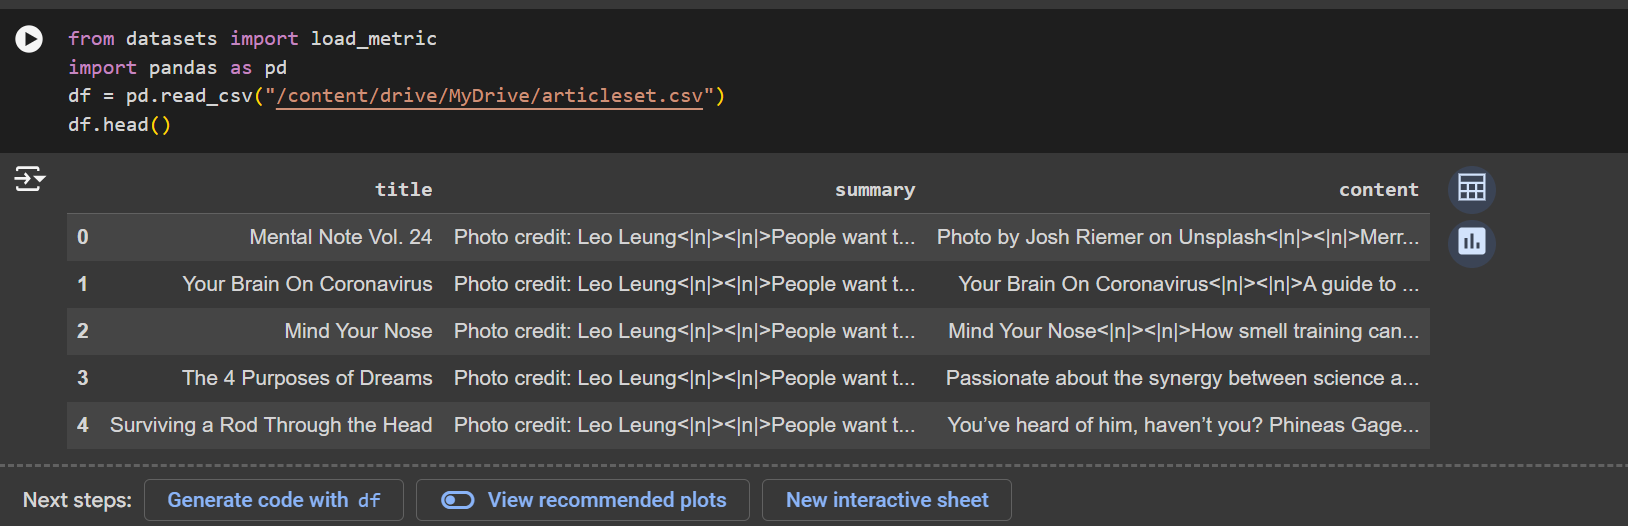 from datasets import load_metric
import pandas as pd
df = pd.read_csv("/content/drive/MyDrive/articleset.csv")
df.head()
title summary content
0 Mental Note Vol. 24 Photo credit: Leo Leung<|n|><|n|>People want t... Photo by Josh Riemer on Unsplash<|n|><|n|>Merr...
1 Your Brain On Coronavirus Photo credit: Leo Leung<|n|><|n|>People want t... Your Brain On Coronavirus<|n|><|n|>A guide to ...
2 Mind Your Nose Photo credit: Leo Leung<|n|><|n|>People want t... Mind Your Nose<|n|><|n|>How smell training can...
3 The 4 Purposes of Dreams Photo credit: Leo Leung<|n|><|n|>People want t... Passionate about the synergy between science a...
4 Surviving a Rod Through the Head Photo credit: Leo Leung<|n|><|n|>People want t... You’ve heard of him, haven’t you? Phineas Gage...
Next steps: Generate code with df View recommended plots New interactive sheet